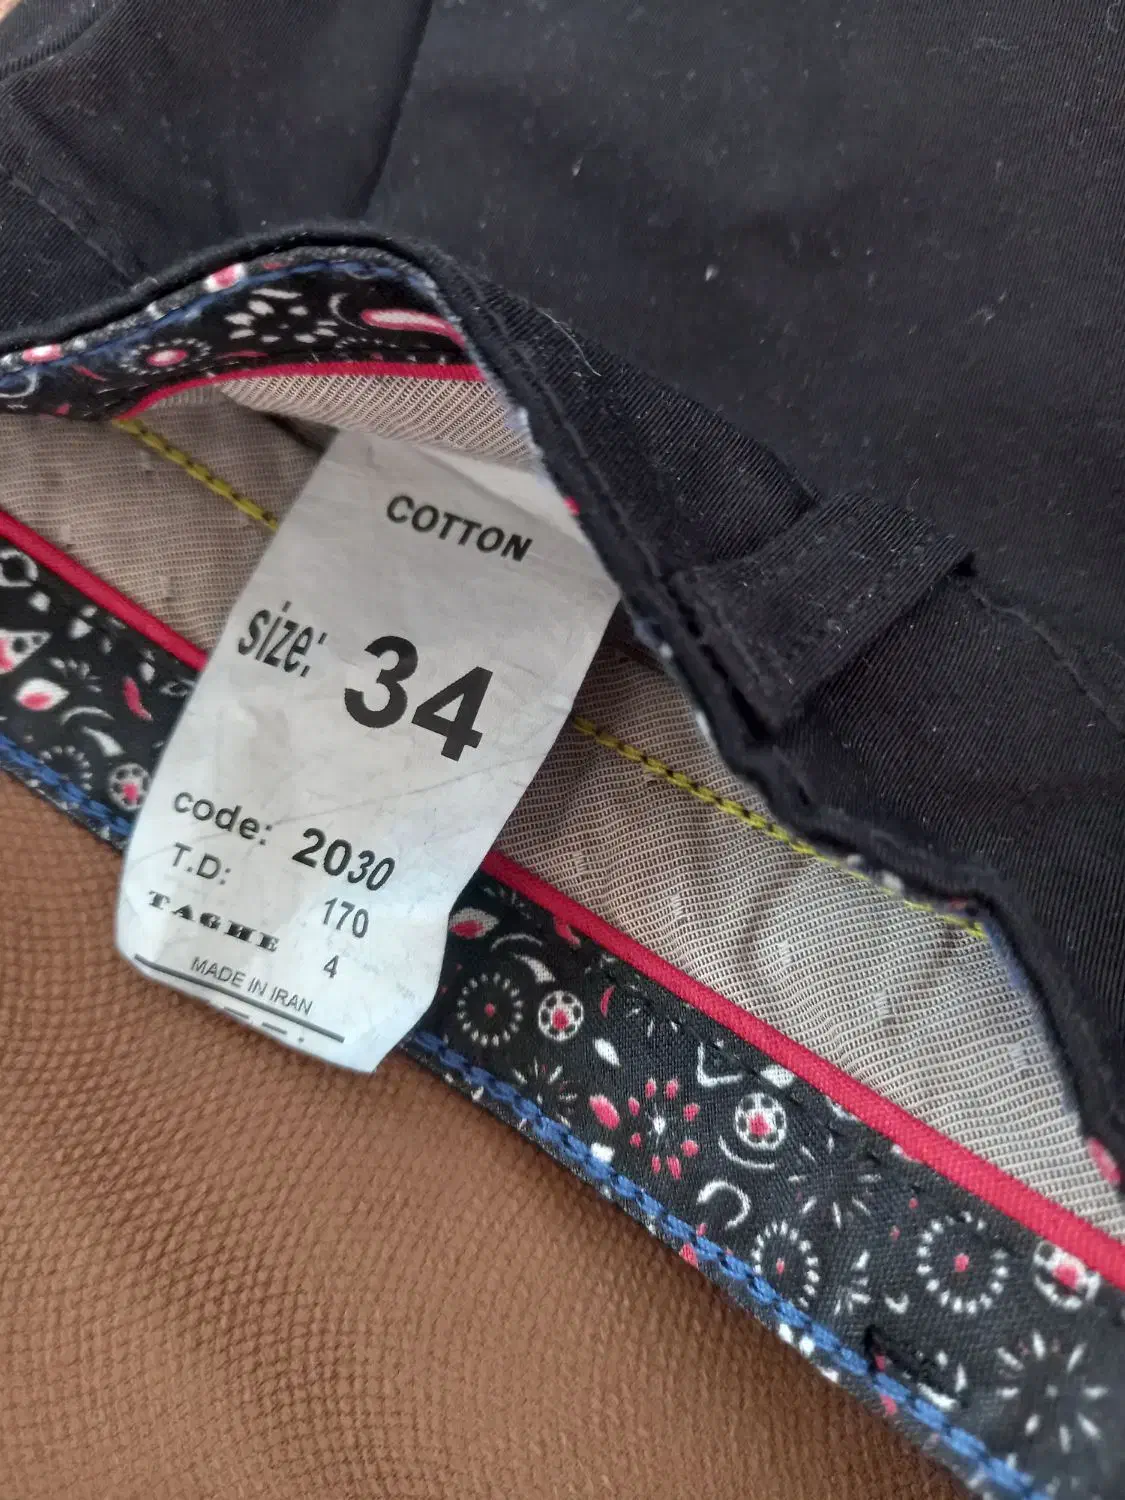 COTTON
size: 34
code: 2030
T.D: 170
TAGHE 4
MADE IN IRAN